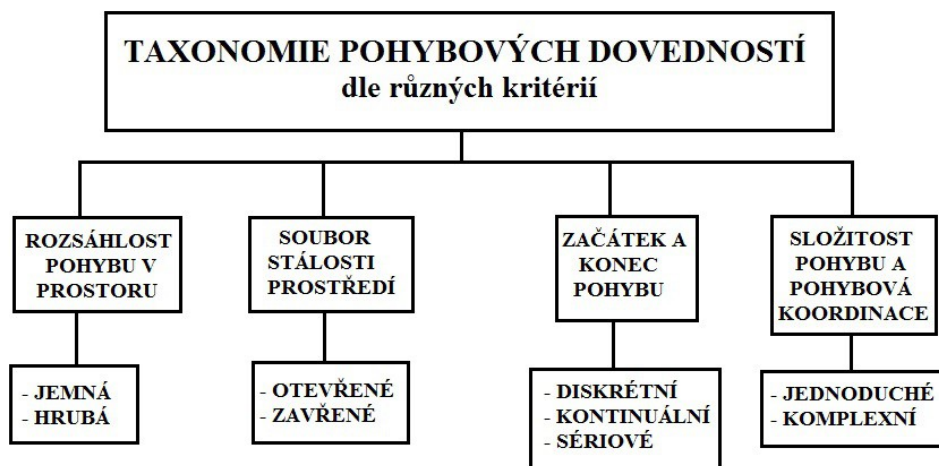 TAXONOMIE POHYBOVÝCH DOVEDNOSTÍ
dle různých kritérií
ROZSÁHLOST
POHYBU V
PROSTORU
- JEMNÁ
- HRUBÁ
SOUBOR
STÁLOSTI
PROSTŘEDÍ
- OTEVŘENÉ
- ZAVŘENÉ
ZAČÁTEK A
KONEC
POHYBU
- DISKRÉTNÍ
- KONTINUÁLNÍ
- SÉRIOVÉ
SLOŽITOST
POHYBU A
POHYBOVÁ
KOORDINACE
- JEDNODUCHÉ
- KOMPLEXNÍ